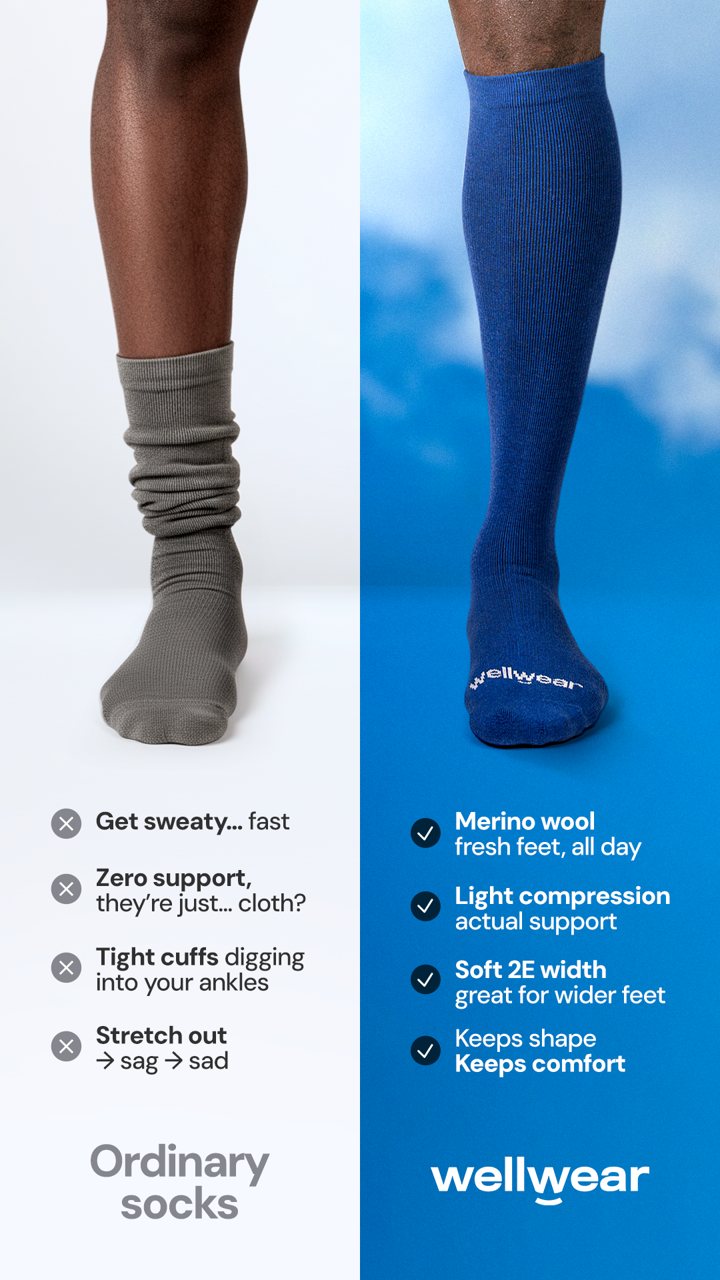 wellwear
Get sweaty... fast
Zero support,
they're just... cloth?
Tight cuffs digging
into your ankles
Stretch out
→ sag → sad
Ordinary
socks
Merino wool
fresh feet, all day
Light compression
actual support
Soft 2E width
great for wider feet
Keeps shape
Keeps comfort
wellwear